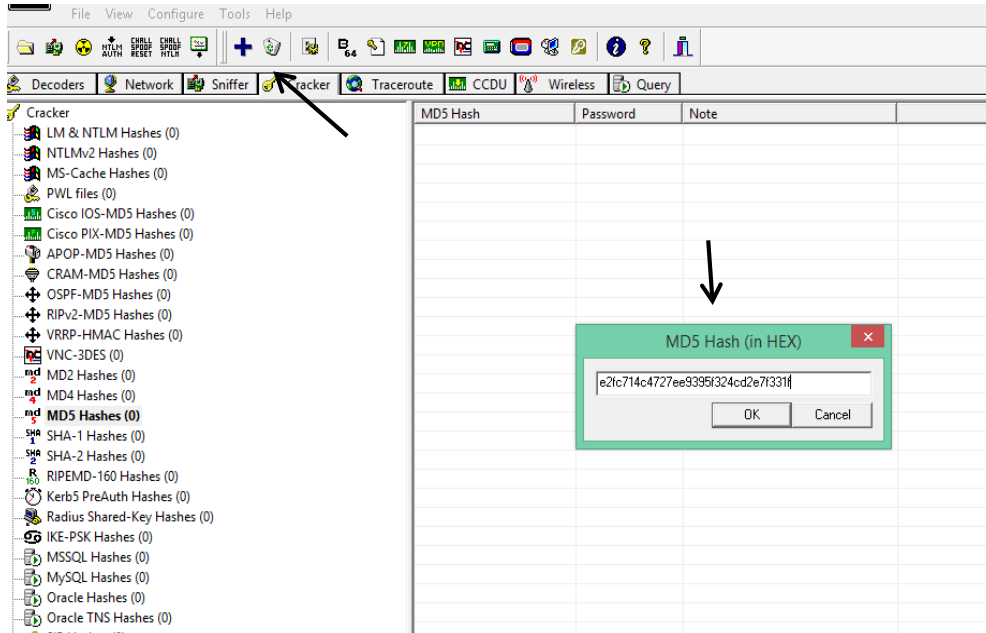 File View Configure Tools Help
NTLM AUTH CHALL SPOOF RESET CHALL SPOOF NTLM B64
Decoders Network Sniffer Cracker Traceroute CCDU Wireless Query
Cracker
MD5 Hash Password Note
LM & NTLM Hashes (0)
NTLMv2 Hashes (0)
MS-Cache Hashes (0)
PWL files (0)
Cisco IOS-MD5 Hashes (0)
Cisco PIX-MD5 Hashes (0)
APOP-MD5 Hashes (0)
CRAM-MD5 Hashes (0)
OSPF-MD5 Hashes (0)
RIPv2-MD5 Hashes (0)
VRRP-HMAC Hashes (0)
VNC-3DES (0)
MD2 Hashes (0)
MD4 Hashes (0)
MD5 Hashes (0)
SHA-1 Hashes (0)
SHA-2 Hashes (0)
RIPEMD-160 Hashes (0)
Kerb5 PreAuth Hashes (0)
Radius Shared-Key Hashes (0)
IKE-PSK Hashes (0)
MSSQL Hashes (0)
MySQL Hashes (0)
Oracle Hashes (0)
Oracle TNS Hashes (0)
MD5 Hash (in HEX)
e2fc714c4727ee9395f324cd2e7f331f
OK Cancel